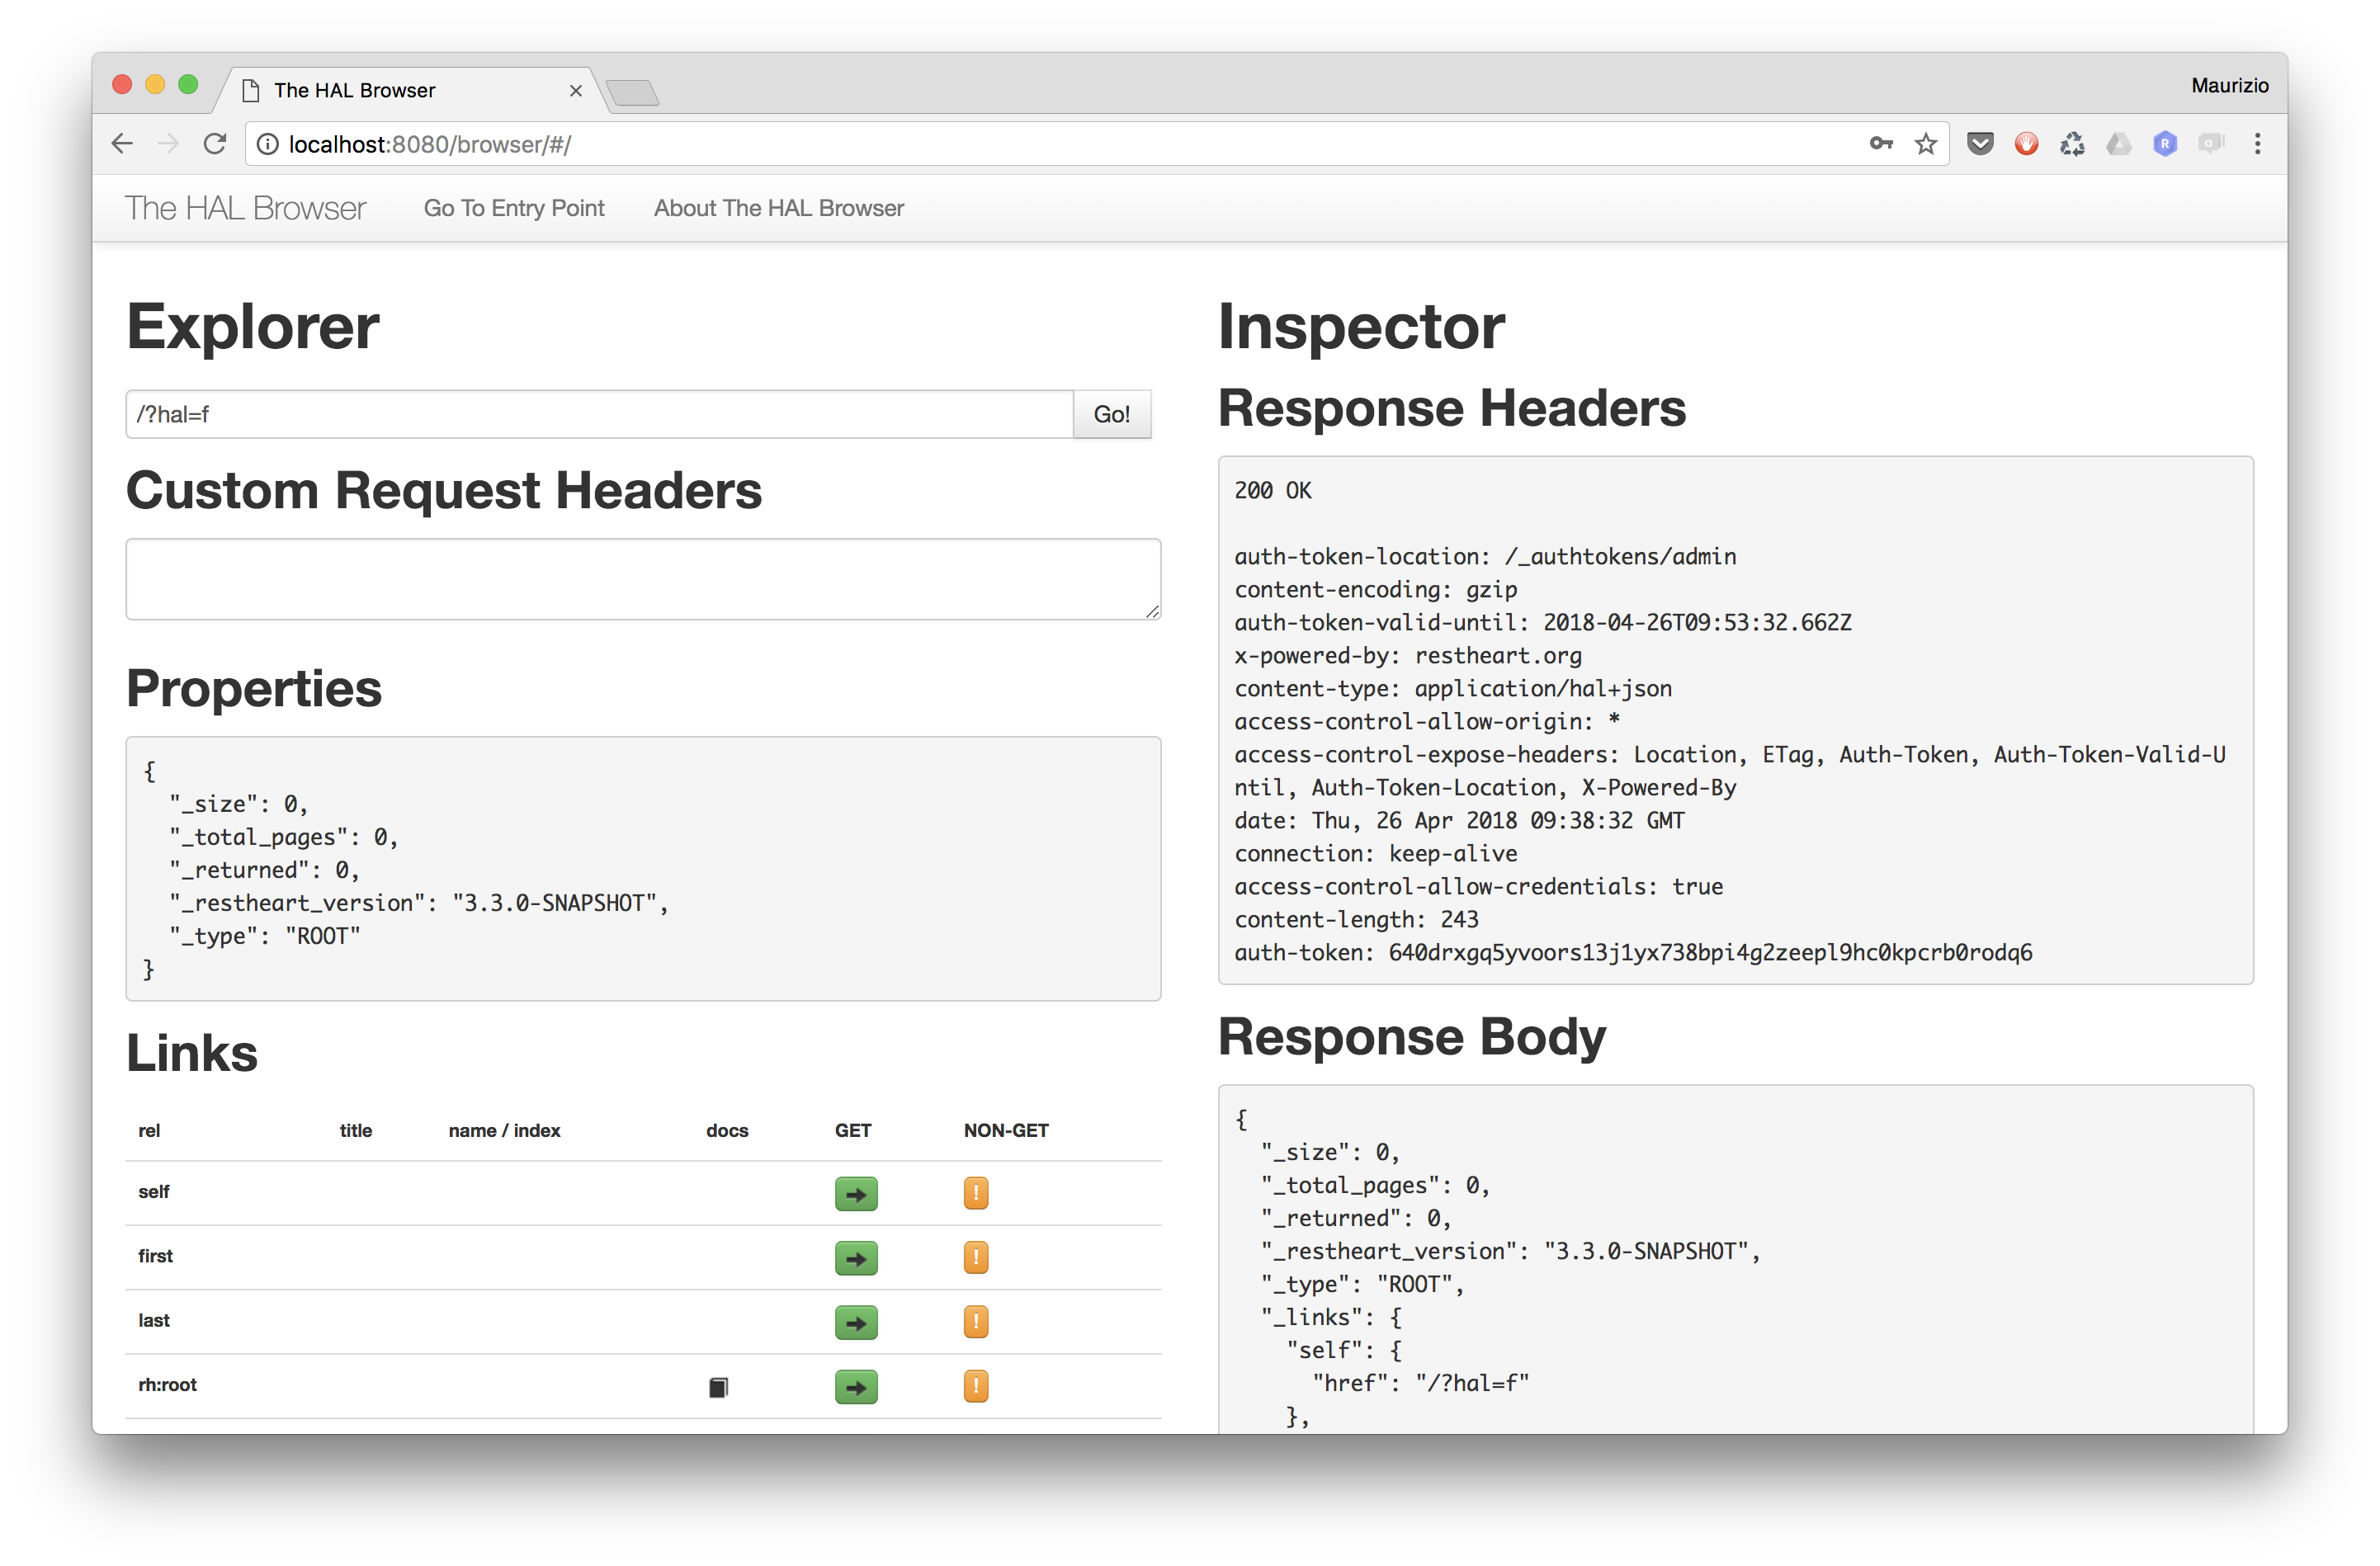 The HAL Browser
Maurizio
localhost:8080/browser/#/
The HAL Browser Go To Entry Point About The HAL Browser
Explorer
/?hal=f Go!
Custom Request Headers
Properties
{
"_size": 0,
"_total_pages": 0,
"_returned": 0,
"_restheart_version": "3.3.0-SNAPSHOT",
"_type": "ROOT"
}
Links
rel title name / index docs GET NON-GET
self !
first !
last !
rh:root !
Inspector
Response Headers
200 OK
auth-token-location: /_authtokens/admin
content-encoding: gzip
auth-token-valid-until: 2018-04-26T09:53:32.662Z
x-powered-by: restheart.org
content-type: application/hal+json
access-control-allow-origin: *
access-control-expose-headers: Location, ETag, Auth-Token, Auth-Token-Valid-U
ntil, Auth-Token-Location, X-Powered-By
date: Thu, 26 Apr 2018 09:38:32 GMT
connection: keep-alive
access-control-allow-credentials: true
content-length: 243
auth-token: 640drxgq5yvoors13j1yx738bpi4g2zeepl9hc0kpcrb0rodq6
Response Body
{
"_size": 0,
"_total_pages": 0,
"_returned": 0,
"_restheart_version": "3.3.0-SNAPSHOT",
"_type": "ROOT",
"_links": {
"self": {
"href": "/?hal=f"
},